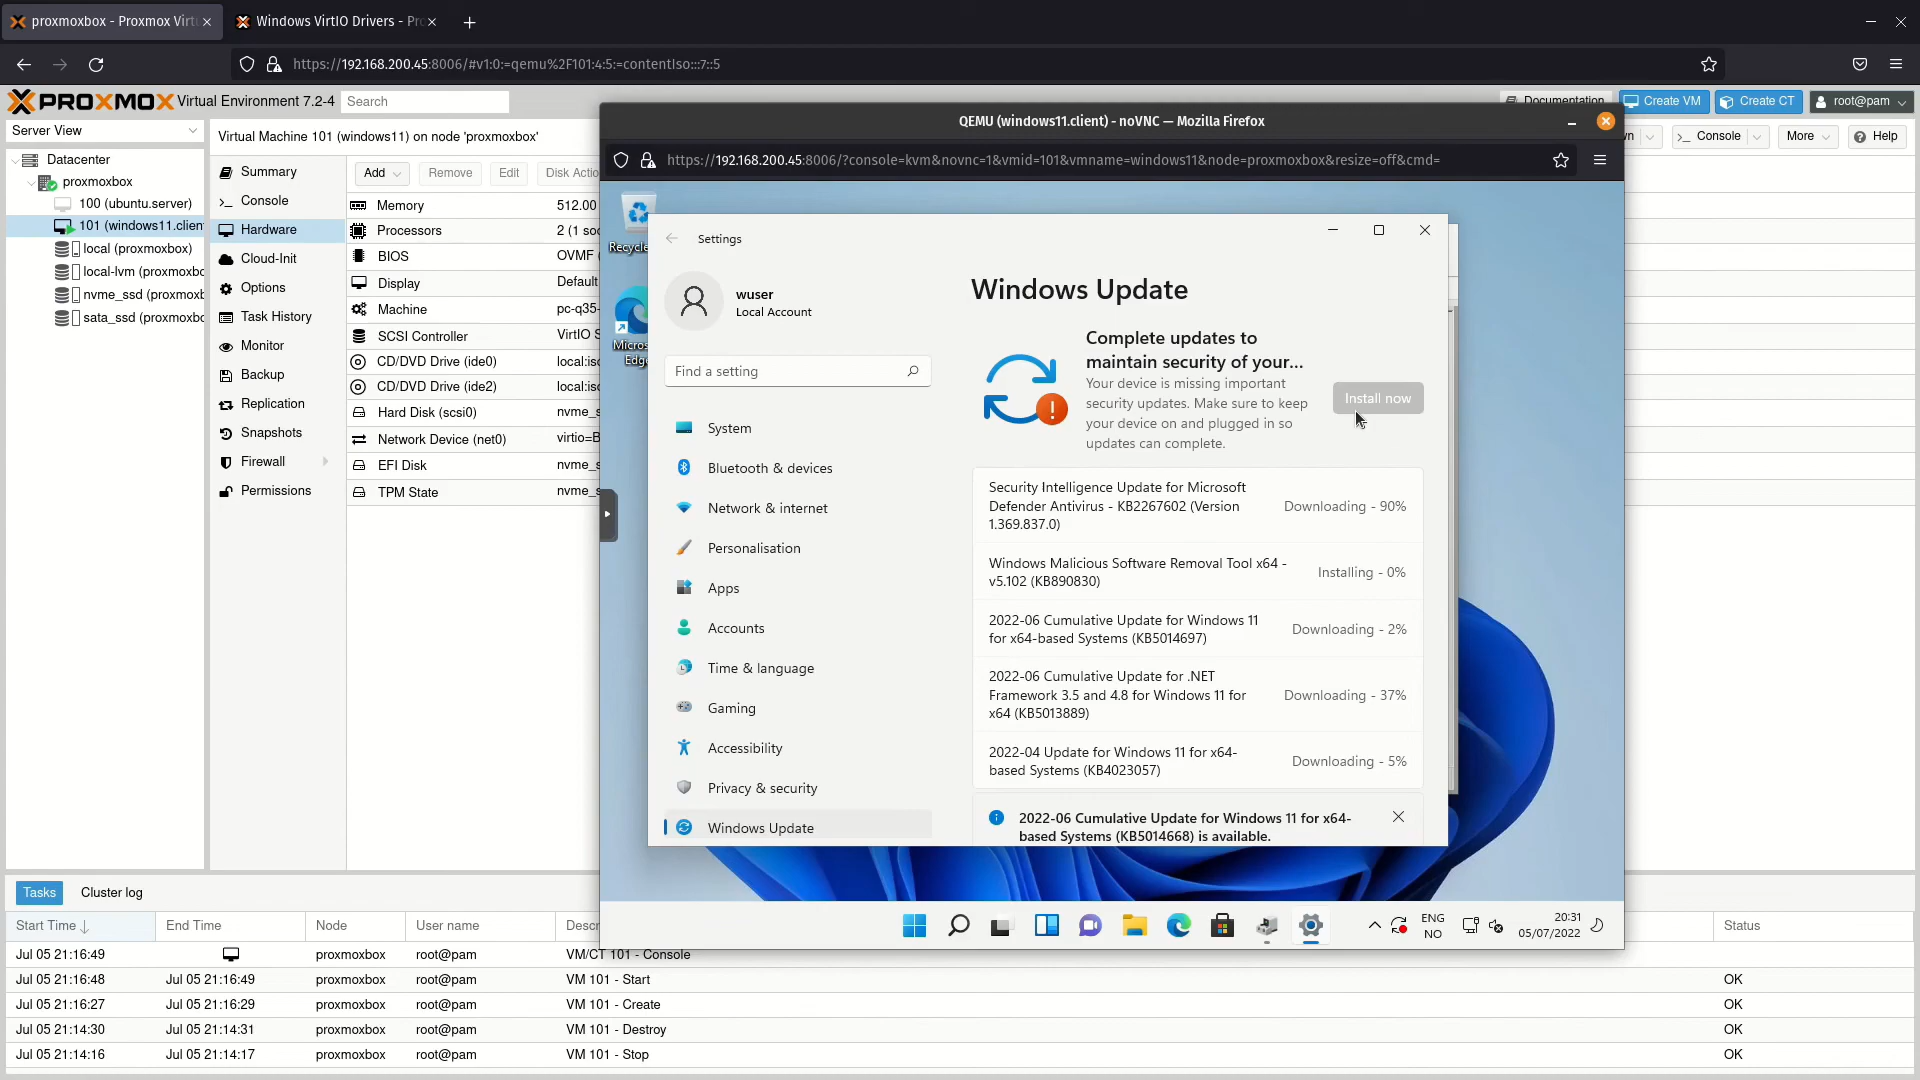 proxmoxbox - Proxmox Virt
Windows VirtIO Drivers - Pro
https://192.168.200.45:8006/#v1:0:=qemu%2F101:4:5:=contentIso:::7::5
PROXMOX Virtual Environment 7.2-4
Search
Documentation
Create VM
Create CT
root@pam
Server View
Datacenter
proxmoxbox
100 (ubuntu.server)
101 (windows11.client
local (proxmoxbox)
local-lvm (proxmoxbo
nvme_ssd (proxmoxb
sata_ssd (proxmoxbo
Virtual Machine 101 (windows11) on node 'proxmoxbox'
wn
Console
More
Help
Summary
Console
Hardware
Cloud-Init
Options
Task History
Monitor
Backup
Replication
Snapshots
Firewall
Permissions
Add
Remove
Edit
Disk Actio
Memory 512.00
Processors 2 (1 soc
BIOS OVMF (
Display Default
Machine pc-q35-
SCSI Controller VirtIO S
CD/DVD Drive (ide0) local:iso
CD/DVD Drive (ide2) local:iso
Hard Disk (scsi0) nvme_s
Network Device (net0) virtio=B
EFI Disk nvme_s
TPM State nvme_s
QEMU (windows11.client) - noVNC — Mozilla Firefox
https://192.168.200.45:8006/?console=kvm&novnc=1&vmid=101&vmname=windows11&node=proxmoxbox&resize=off&cmd=
Recycle
Micros
Edge
Settings
wuser
Local Account
Find a setting
System
Bluetooth & devices
Network & internet
Personalisation
Apps
Accounts
Time & language
Gaming
Accessibility
Privacy & security
Windows Update
Windows Update
Complete updates to
maintain security of your...
Your device is missing important
security updates. Make sure to keep
your device on and plugged in so
updates can complete.
Install now
Security Intelligence Update for Microsoft
Defender Antivirus - KB2267602 (Version
1.369.837.0)
Downloading - 90%
Windows Malicious Software Removal Tool x64 -
v5.102 (KB890830)
Installing - 0%
2022-06 Cumulative Update for Windows 11
for x64-based Systems (KB5014697)
Downloading - 2%
2022-06 Cumulative Update for .NET
Framework 3.5 and 4.8 for Windows 11 for
x64 (KB5013889)
Downloading - 37%
2022-04 Update for Windows 11 for x64-
based Systems (KB4023057)
Downloading - 5%
2022-06 Cumulative Update for Windows 11 for x64-
based Systems (KB5014668) is available.
ENG
NO
20:31
05/07/2022
Tasks
Cluster log
Start Time End Time Node User name Descr Status
Jul 05 21:16:49 proxmoxbox root@pam VM/CT 101 - Console
Jul 05 21:16:48 Jul 05 21:16:49 proxmoxbox root@pam VM 101 - Start OK
Jul 05 21:16:27 Jul 05 21:16:29 proxmoxbox root@pam VM 101 - Create OK
Jul 05 21:14:30 Jul 05 21:14:31 proxmoxbox root@pam VM 101 - Destroy OK
Jul 05 21:14:16 Jul 05 21:14:17 proxmoxbox root@pam VM 101 - Stop OK